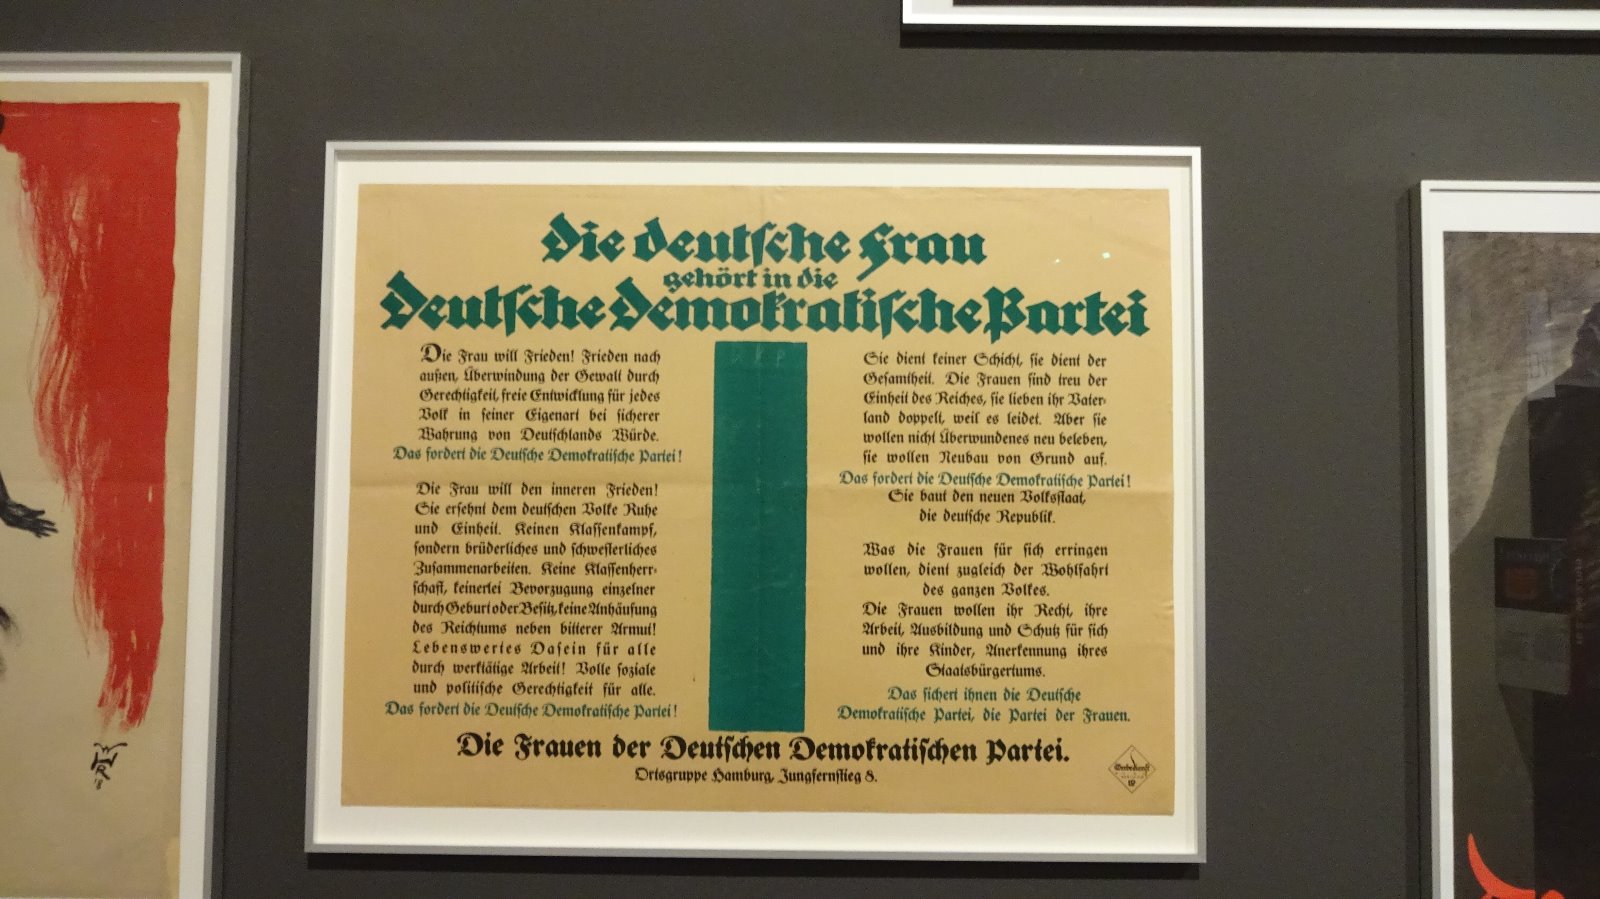 Die deutsche Frau
gehört in die
Deutsche Demokratische Partei
Die Frau will Frieden! Frieden nach
außen, Überwindung der Gewalt durch
Gerechtigkeit, freie Entwicklung für jedes
Volk in seiner Eigenart bei sicherer
Wahrung von Deutschlands Würde.
Das fordert die Deutsche Demokratische Partei!
Die Frau will den inneren Frieden!
Sie ersehnt dem deutschen Volke Ruhe
und Einheit. Keinen Klassenkampf,
sondern brüderliches und schwesterliches
Zusammenarbeiten. Keine Klassenherr-
schaft, keinerlei Bevorzugung einzelner
durch Geburt oder Besitz, keine Anhäufung
des Reichtums neben bitterer Armut!
Lebenswertes Dasein für alle
durch werktätige Arbeit! Volle soziale
und politische Gerechtigkeit für alle.
Das fordert die Deutsche Demokratische Partei!
Sie dient keiner Schicht, sie dient der
Gesamtheit. Die Frauen sind treu der
Einheit des Reiches, sie lieben ihr Vater-
land doppelt, weil es leidet. Aber sie
wollen nicht Überwundenes neu beleben,
sie wollen Neubau von Grund auf.
Das fordert die Deutsche Demokratische Partei!
Sie baut den neuen Volksstaat,
die deutsche Republik.
Was die Frauen für sich erringen
wollen, dient zugleich der Wohlfahrt
des ganzen Volkes.
Die Frauen wollen ihr Recht, ihre
Arbeit, Ausbildung und Schutz für sich
und ihre Kinder, Anerkennung ihres
Staatsbürgertums.
Das sichert ihnen die Deutsche
Demokratische Partei, die Partei der Frauen.
Die Frauen der Deutschen Demokratischen Partei.
Ortsgruppe Hamburg, Jungfernstieg 8.